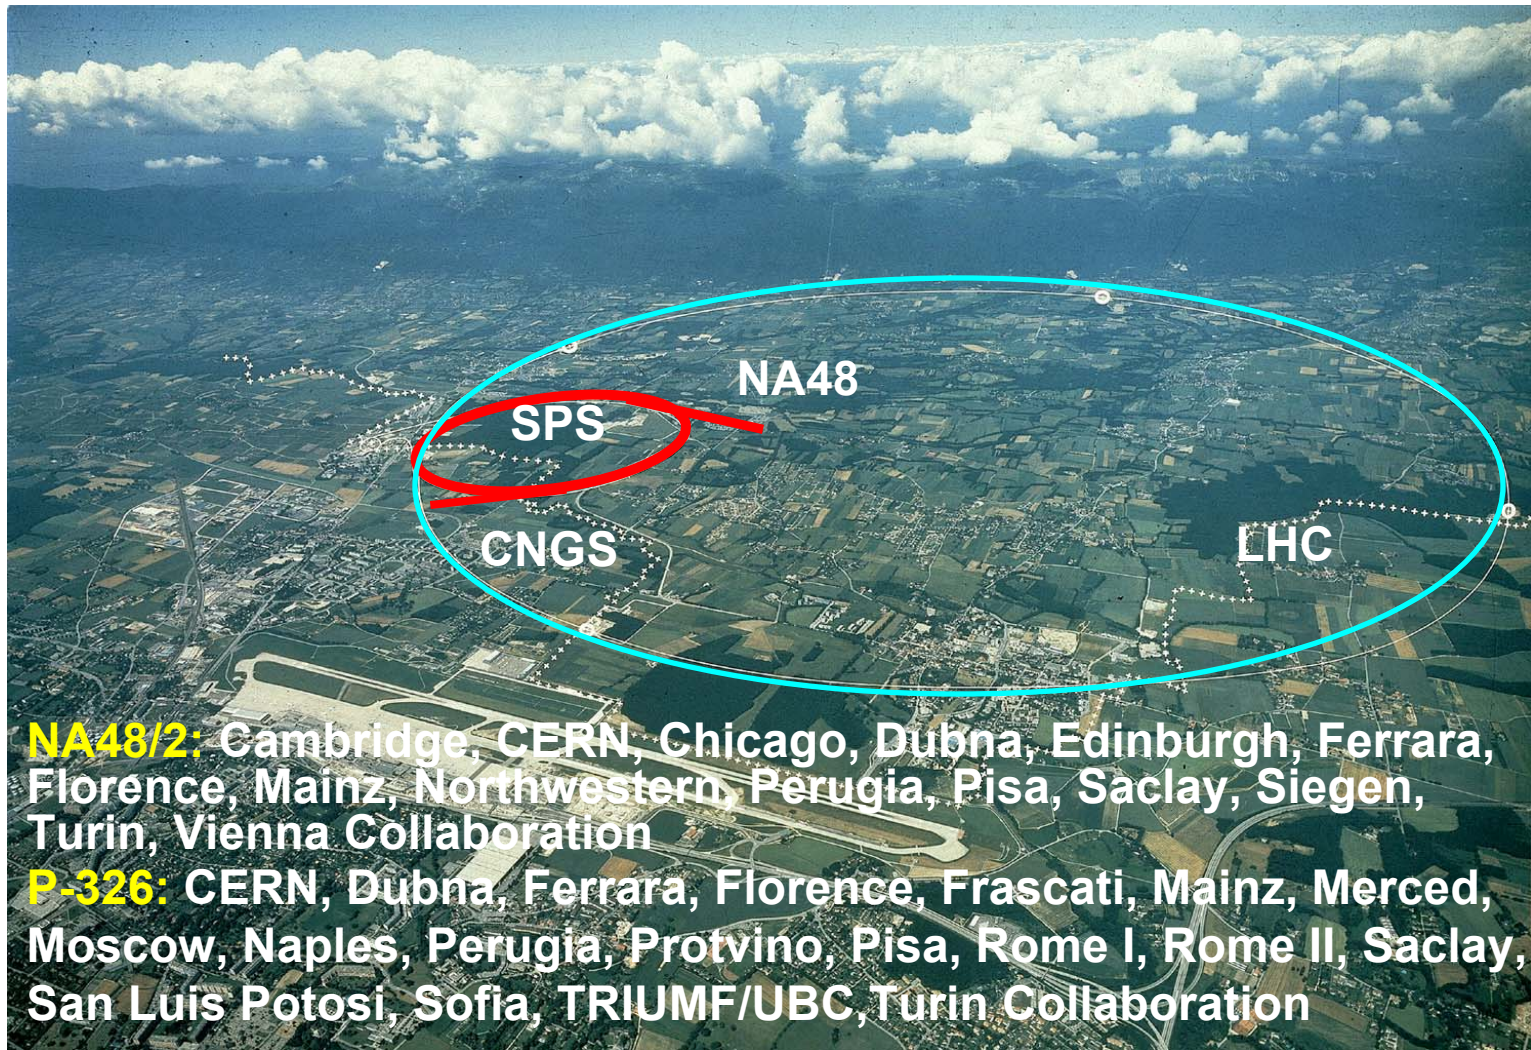 NA48
SPS
CNGS
LHC
NA48/2: Cambridge, CERN, Chicago, Dubna, Edinburgh, Ferrara,
Florence, Mainz, Northwestern, Perugia, Pisa, Saclay, Siegen,
Turin, Vienna Collaboration
P-326: CERN, Dubna, Ferrara, Florence, Frascati, Mainz, Merced,
Moscow, Naples, Perugia, Protvino, Pisa, Rome I, Rome II, Saclay,
San Luis Potosi, Sofia, TRIUMF/UBC,Turin Collaboration